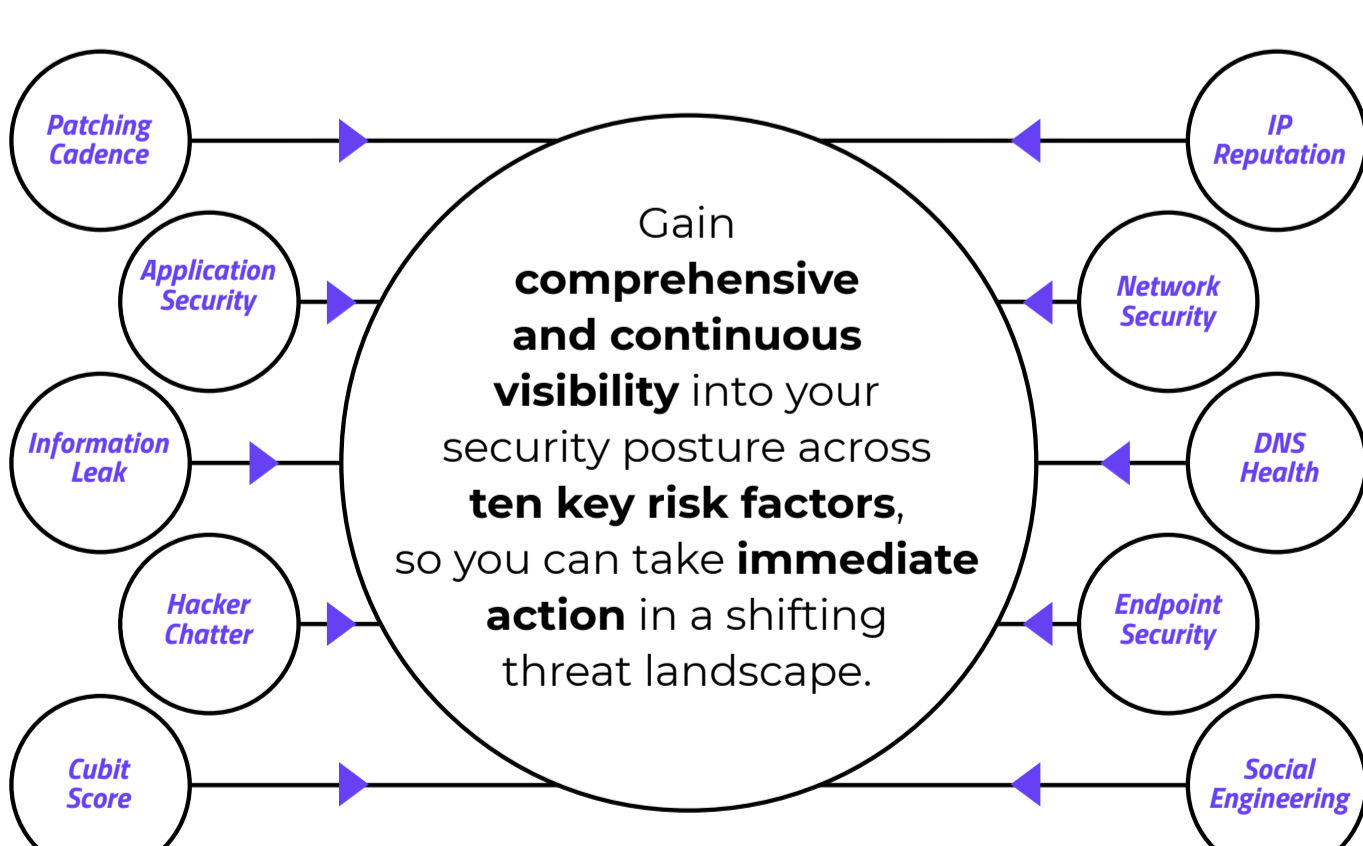 Patching
Cadence
Application
Security
Information
Leak
Hacker
Chatter
Cubit
Score
Gain
comprehensive
and continuous
visibility into your
security posture across
ten key risk factors,
so you can take immediate
action in a shifting
threat landscape.
IP
Reputation
Network
Security
DNS
Health
Endpoint
Security
Social
Engineering